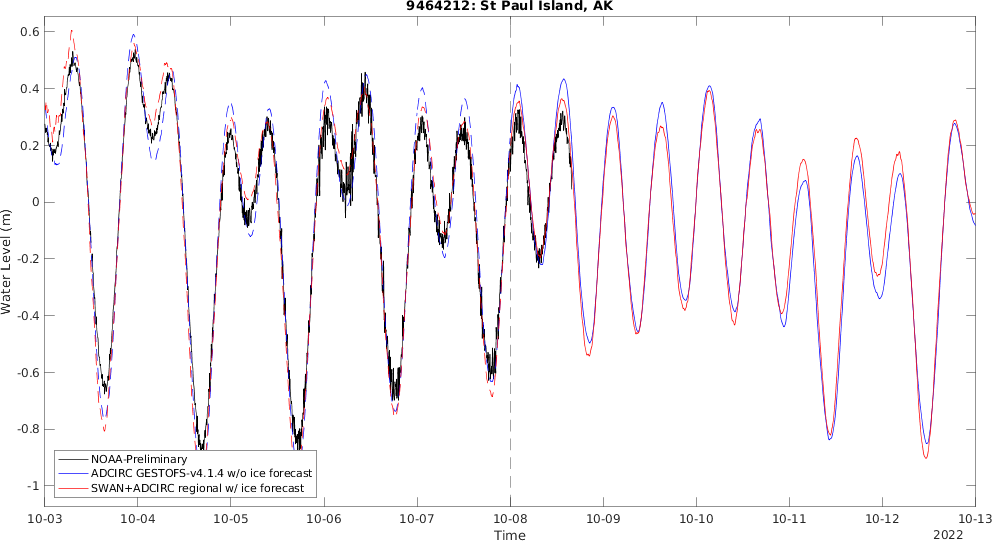 9464212: St Paul Island, AK
Water Level (m)
0.6
0.4
0.2
0
-0.2
-0.4
-0.6
-0.8
-1
NOAA-Preliminary
ADCIRC GESTOFS-v4.1.4 w/o ice forecast
SWAN+ADCIRC regional w/ ice forecast
10-03 10-04 10-05 10-06 10-07 10-08 10-09 10-10 10-11 10-12 10-13
Time
2022